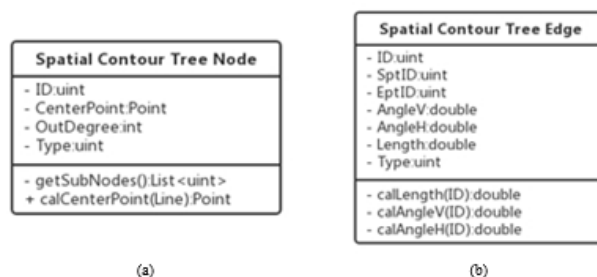 Spatial Contour Tree Node
- ID:uint
- CenterPoint:Point
- OutDegree:int
- Type:uint
- getSubNodes():List<uint>
+ calCenterPoint(Line):Point
(a)
Spatial Contour Tree Edge
- ID:uint
- SptID:uint
- EptID:uint
- AngleV:double
- AngleH:double
- Length:double
- Type:uint
- calLength(ID):double
- calAngleV(ID):double
- calAngleH(ID):double
(b)